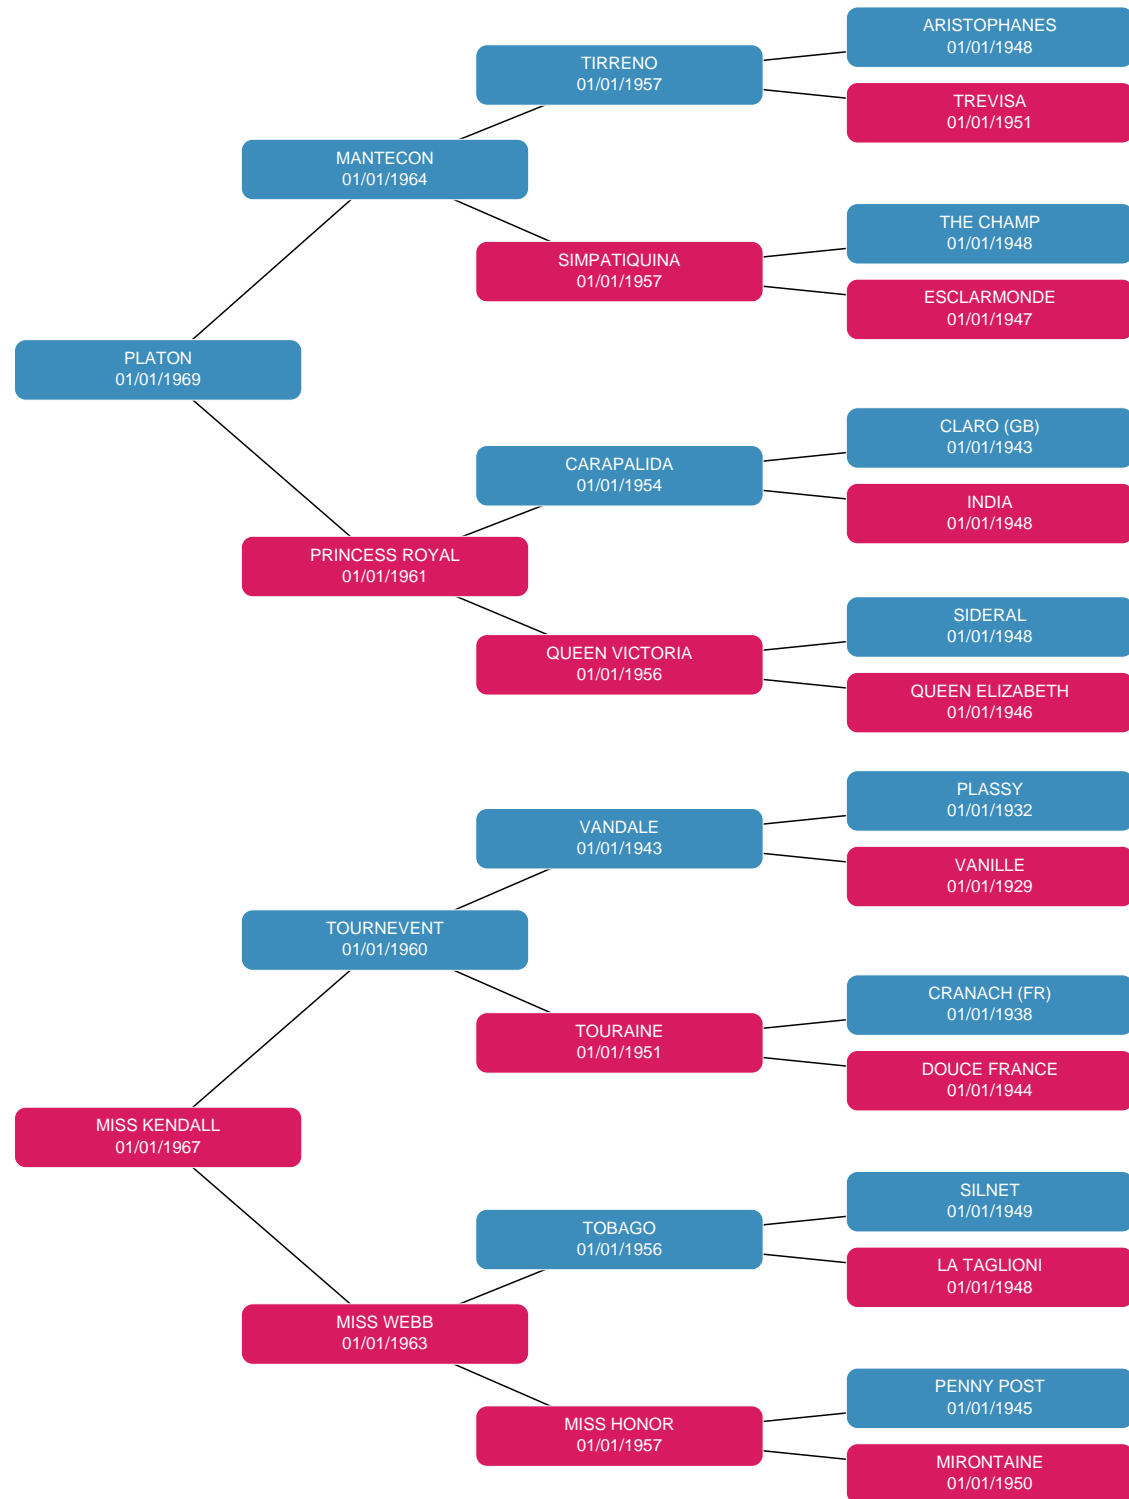 ARISTOPHANES
01/01/1948
TIRRENO
01/01/1957
TREVISA
01/01/1951
MANTECON
01/01/1964
THE CHAMP
01/01/1948
SIMPATIQUINA
01/01/1957
ESCLARMONDE
01/01/1947
PLATON
01/01/1969
CLARO (GB)
01/01/1943
CARAPALIDA
01/01/1954
INDIA
01/01/1948
PRINCESS ROYAL
01/01/1961
SIDERAL
01/01/1948
QUEEN VICTORIA
01/01/1956
QUEEN ELIZABETH
01/01/1946
PLASSY
01/01/1932
VANDALE
01/01/1943
VANILLE
01/01/1929
TOURNEVENT
01/01/1960
CRANACH (FR)
01/01/1938
TOURAINE
01/01/1951
DOUCE FRANCE
01/01/1944
MISS KENDALL
01/01/1967
SILNET
01/01/1949
TOBAGO
01/01/1956
LA TAGLIONI
01/01/1948
MISS WEBB
01/01/1963
PENNY POST
01/01/1945
MISS HONOR
01/01/1957
MIRONTAINE
01/01/1950